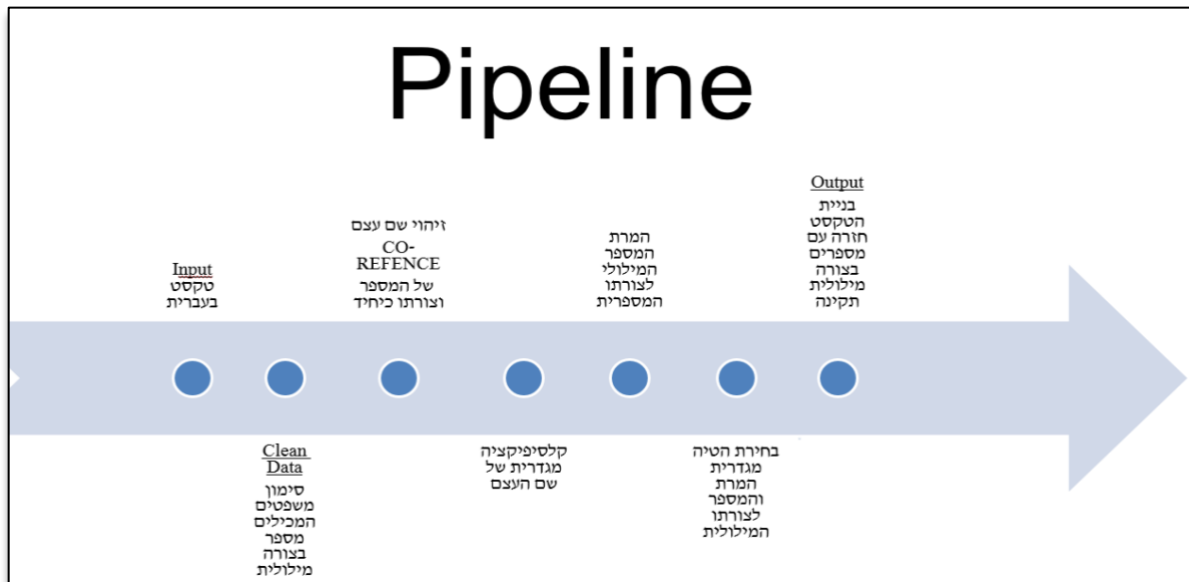 Pipeline
Input
טקסט
בעברית
Clean
Data
סימון
משפטים
המכילים
מספר
בצורה
מילולית
זיהוי שם עצם
CO-
REFENCE
של המספר
וצורתו כיחיד
קלסיפיקציה
מגדרית של
שם העצם
המרת
המספר
המילולי
לצורתו
המספרית
בחירת הטיה
מגדרית
המרת
והמספר
לצורתו
המילולית
Output
בניית
הטקסט
חזרה עם
מספרים
בצורה
מילולית
תקינה